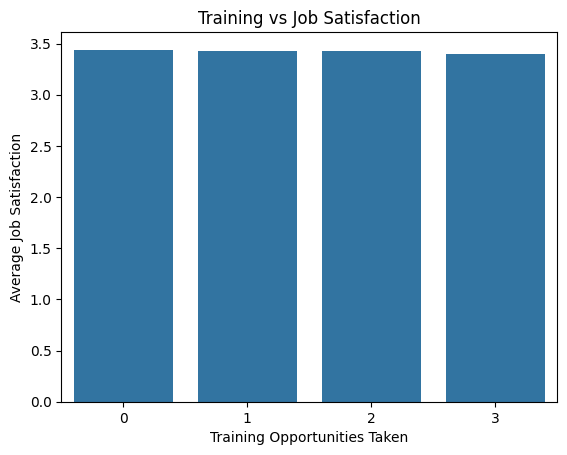 Training vs Job Satisfaction
Average Job Satisfaction
3.5
3.0
2.5
2.0
1.5
1.0
0.5
0.0
0 1 2 3
Training Opportunities Taken